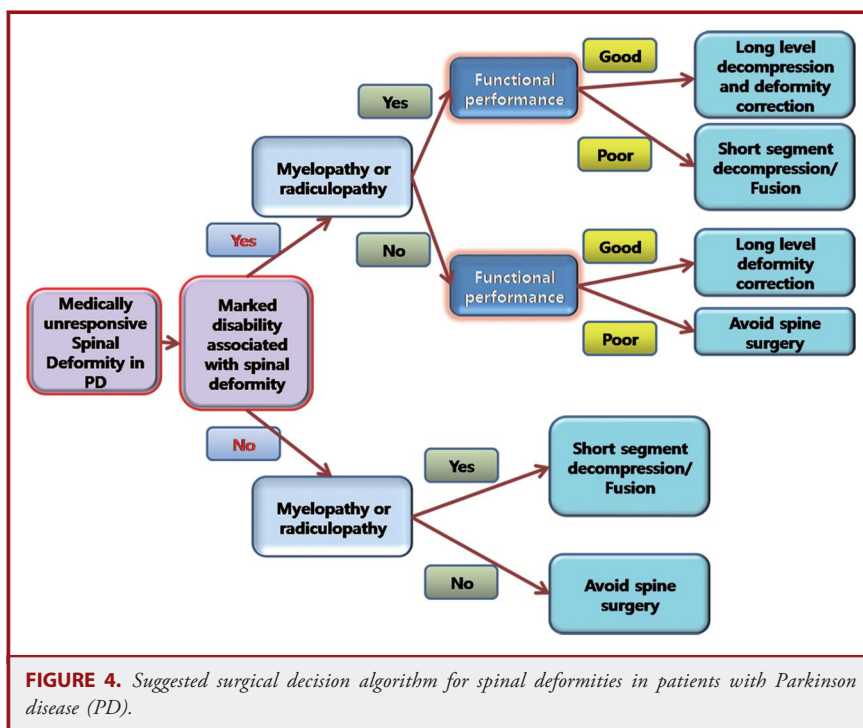 Medically
unresponsive
Spinal
Deformity in
PD
Marked
disability
associated
with spinal
deformity
Yes
Myelopathy or
radiculopathy
Yes
Functional
performance
Good
Long level
decompression
and deformity
correction
Poor
Short segment
decompression/
Fusion
No
Functional
performance
Good
Long level
deformity
correction
Poor
Avoid spine
surgery
No
Myelopathy or
radiculopathy
Yes
Short segment
decompression/
Fusion
No
Avoid spine
surgery
FIGURE 4. Suggested surgical decision algorithm for spinal deformities in patients with Parkinson
disease (PD).